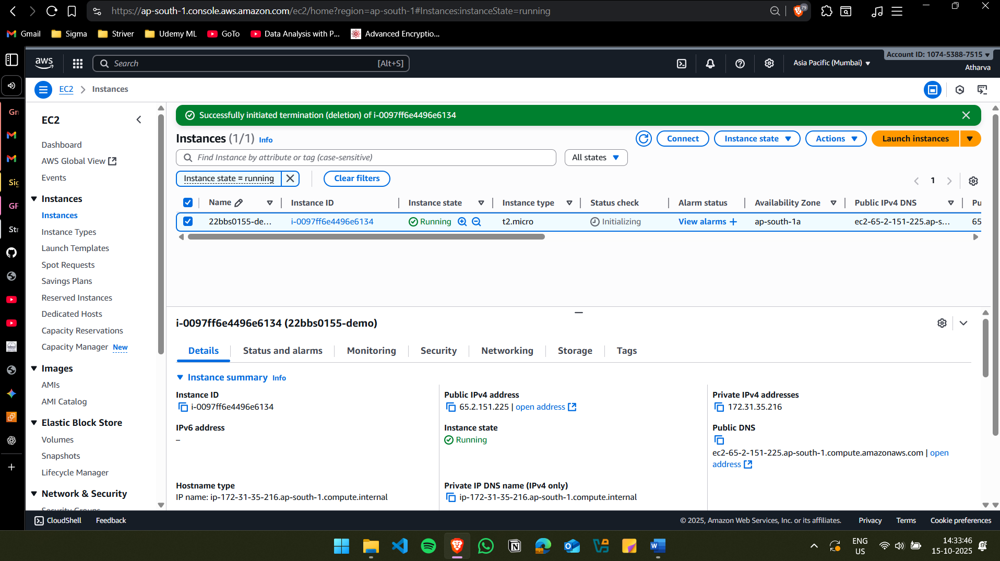 https://ap-south-1.console.aws.amazon.com/ec2/home?region=ap-south-1#Instances:instanceState=running
79
Gmail Sigma Striver Udemy ML GoTo Data Analysis with P... Advanced Encryptio...
aws Search [Alt+S] Asia Pacific (Mumbai) Account ID: 1074-5388-7515
Atharva
EC2 Instances
Gm
Sig
GF
Str
EC2
Dashboard
AWS Global View
Events
Instances
Instances
Instance Types
Launch Templates
Spot Requests
Savings Plans
Reserved Instances
Dedicated Hosts
Capacity Reservations
Capacity Manager New
Images
AMIs
AMI Catalog
Elastic Block Store
Volumes
Snapshots
Lifecycle Manager
Network & Security
Security Groups
Successfully initiated termination (deletion) of i-0097ff6e4496e6134
Instances (1/1) Info Connect Instance state Actions Launch instances
Find Instance by attribute or tag (case-sensitive) All states
Instance state = running Clear filters 1
Name Instance ID Instance state Instance type Status check Alarm status Availability Zone Public IPv4 DNS Pu
22bbs0155-de... i-0097ff6e4496e6134 Running t2.micro Initializing View alarms + ap-south-1a ec2-65-2-151-225.ap-s... 65
i-0097ff6e4496e6134 (22bbs0155-demo)
Details Status and alarms Monitoring Security Networking Storage Tags
Instance summary Info
Instance ID
i-0097ff6e4496e6134
Public IPv4 address
65.2.151.225 | open address
Private IPv4 addresses
172.31.35.216
IPv6 address
–
Instance state
Running
Public DNS
ec2-65-2-151-225.ap-south-1.compute.amazonaws.com | open
address
Hostname type
IP name: ip-172-31-35-216.ap-south-1.compute.internal
Private IP DNS name (IPv4 only)
ip-172-31-35-216.ap-south-1.compute.internal
CloudShell Feedback © 2025, Amazon Web Services, Inc. or its affiliates. Privacy Terms Cookie preferences
ENG
US
14:33:46
15-10-2025